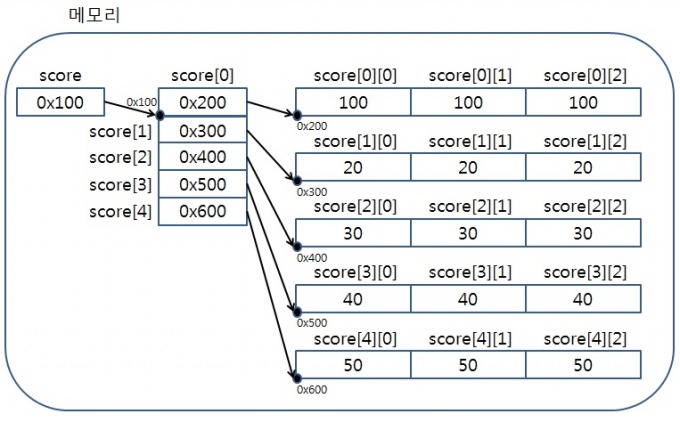 메모리
score score[0] score[0][0] score[0][1] score[0][2]
0x100 0x100 0x200 100 100 100
0x200
score[1] 0x300 score[1][0] score[1][1] score[1][2]
score[2] 0x400 20 20 20
0x300
score[3] 0x500
score[4] 0x600 score[2][0] score[2][1] score[2][2]
30 30 30
0x400
score[3][0] score[3][1] score[3][2]
40 40 40
0x500
score[4][0] score[4][1] score[4][2]
50 50 50
0x600